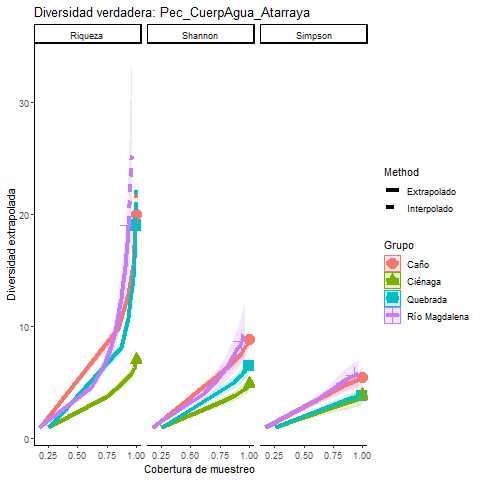 Diversidad verdadera: Pec_CuerpAgua_Atarraya
Riqueza
Shannon
Simpson
Diversidad extrapolada
30
20
10
0
0.25 0.50 0.75 1.00
0.25 0.50 0.75 1.00
0.25 0.50 0.75 1.00
Cobertura de muestreo
Method
Extrapolado
Interpolado
Grupo
Caño
Ciénaga
Quebrada
Río Magdalena